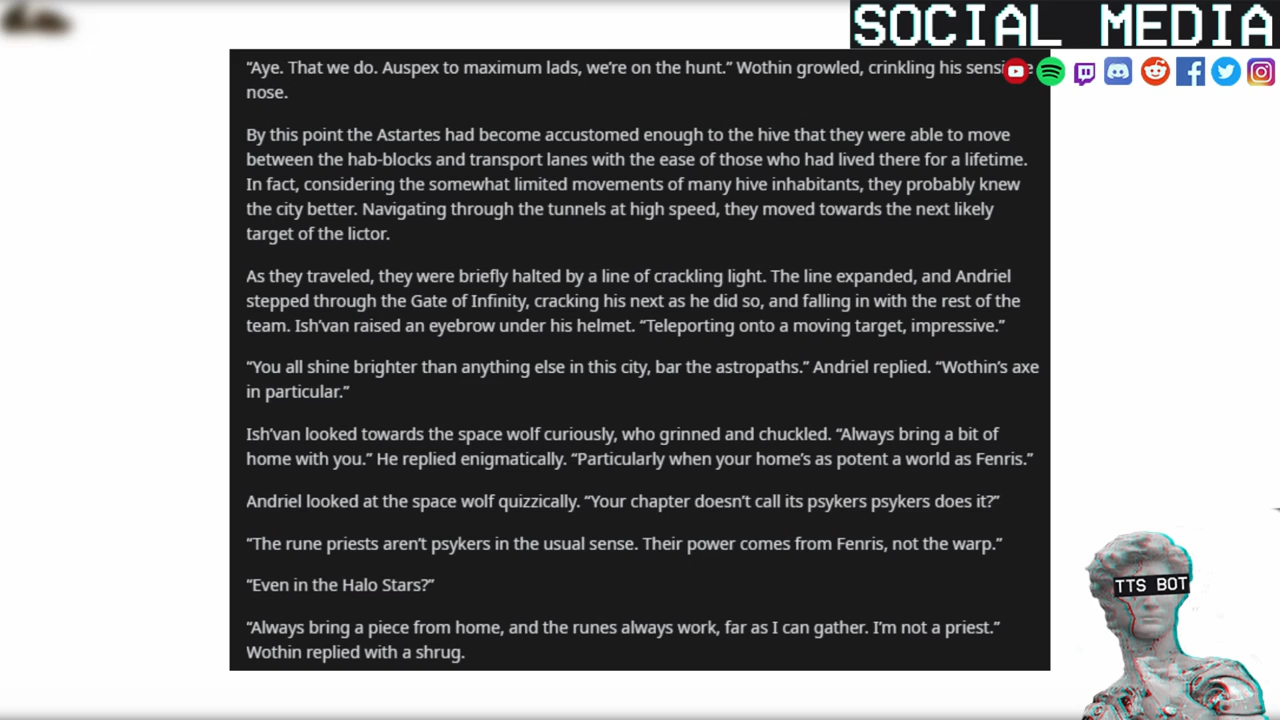 SOCIAL MEDIA
“Aye. That we do. Auspex to maximum lads, we’re on the hunt.” Wothin growled, crinkling his
nose.
By this point the Astartes had become accustomed enough to the hive that they were able to move
between the hab-blocks and transport lanes with the ease of those who had lived there for a lifetime.
In fact, considering the somewhat limited movements of many hive inhabitants, they probably knew
the city better. Navigating through the tunnels at high speed, they moved towards the next likely
target of the lictor.
As they traveled, they were briefly halted by a line of crackling light. The line expanded, and Andriel
stepped through the Gate of Infinity, cracking his next as he did so, and falling in with the rest of the
team. Ish’van raised an eyebrow under his helmet. “Teleporting onto a moving target, impressive.”
“You all shine brighter than anything else in this city, bar the astropaths.” Andriel replied. “Wothin’s axe
in particular.”
Ish’van looked towards the space wolf curiously, who grinned and chuckled. “Always bring a bit of
home with you.” He replied enigmatically. “Particularly when your home’s as potent a world as Fenris.”
Andriel looked at the space wolf quizzically. “Your chapter doesn’t call its psykers psykers does it?”
“The rune priests aren’t psykers in the usual sense. Their power comes from Fenris, not the warp.”
“Even in the Halo Stars?”
“Always bring a piece from home, and the runes always work, far as I can gather. I’m not a priest.”
Wothin replied with a shrug.
TTS BOT